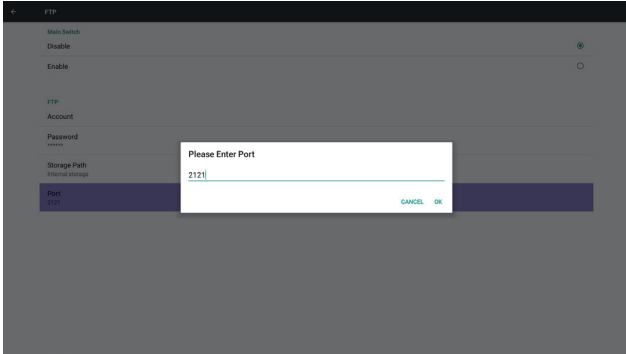 FTP
Main Switch
Disable
Enable
FTP
Account
Password
******
Storage Path
Internal storage
Port
2121
Please Enter Port
2121
CANCEL OK